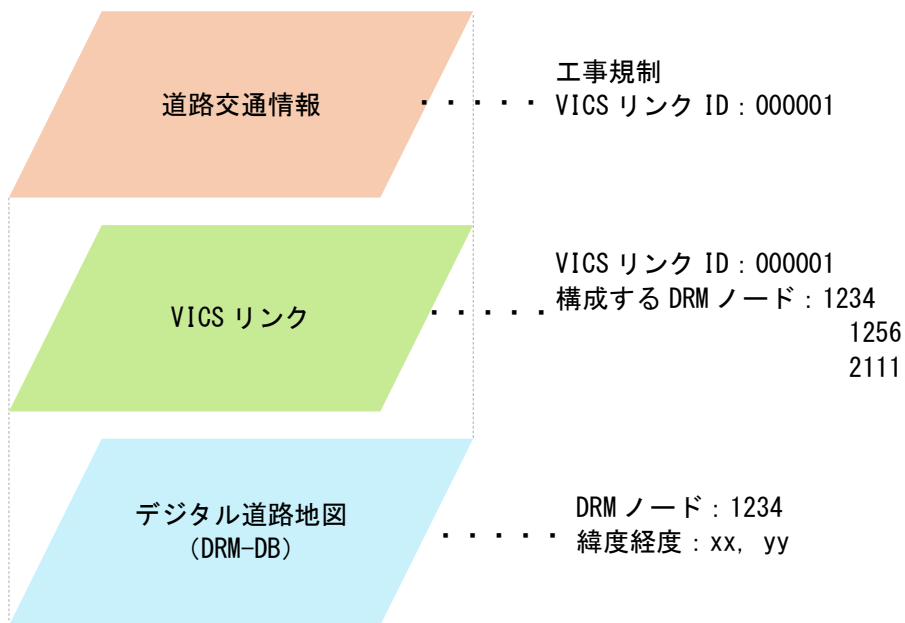 道路交通情報
工事規制
VICS リンク ID：000001
VICS リンク
VICS リンク ID：000001
構成する DRM ノード：1234
1256
2111
デジタル道路地図
（DRM-DB）
DRM ノード：1234
緯度経度：xx, yy